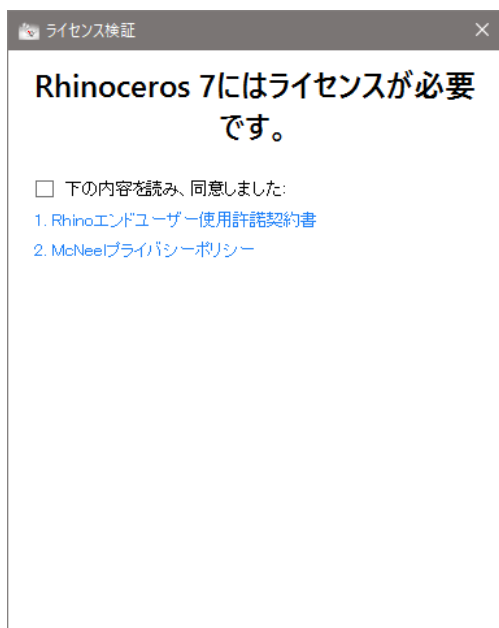 ライセンス検証
Rhinoceros 7にはライセンスが必要
です。
下の内容を読み、同意しました:
1. Rhinoエンドユーザー使用許諾契約書
2. McNeelプライバシーポリシー